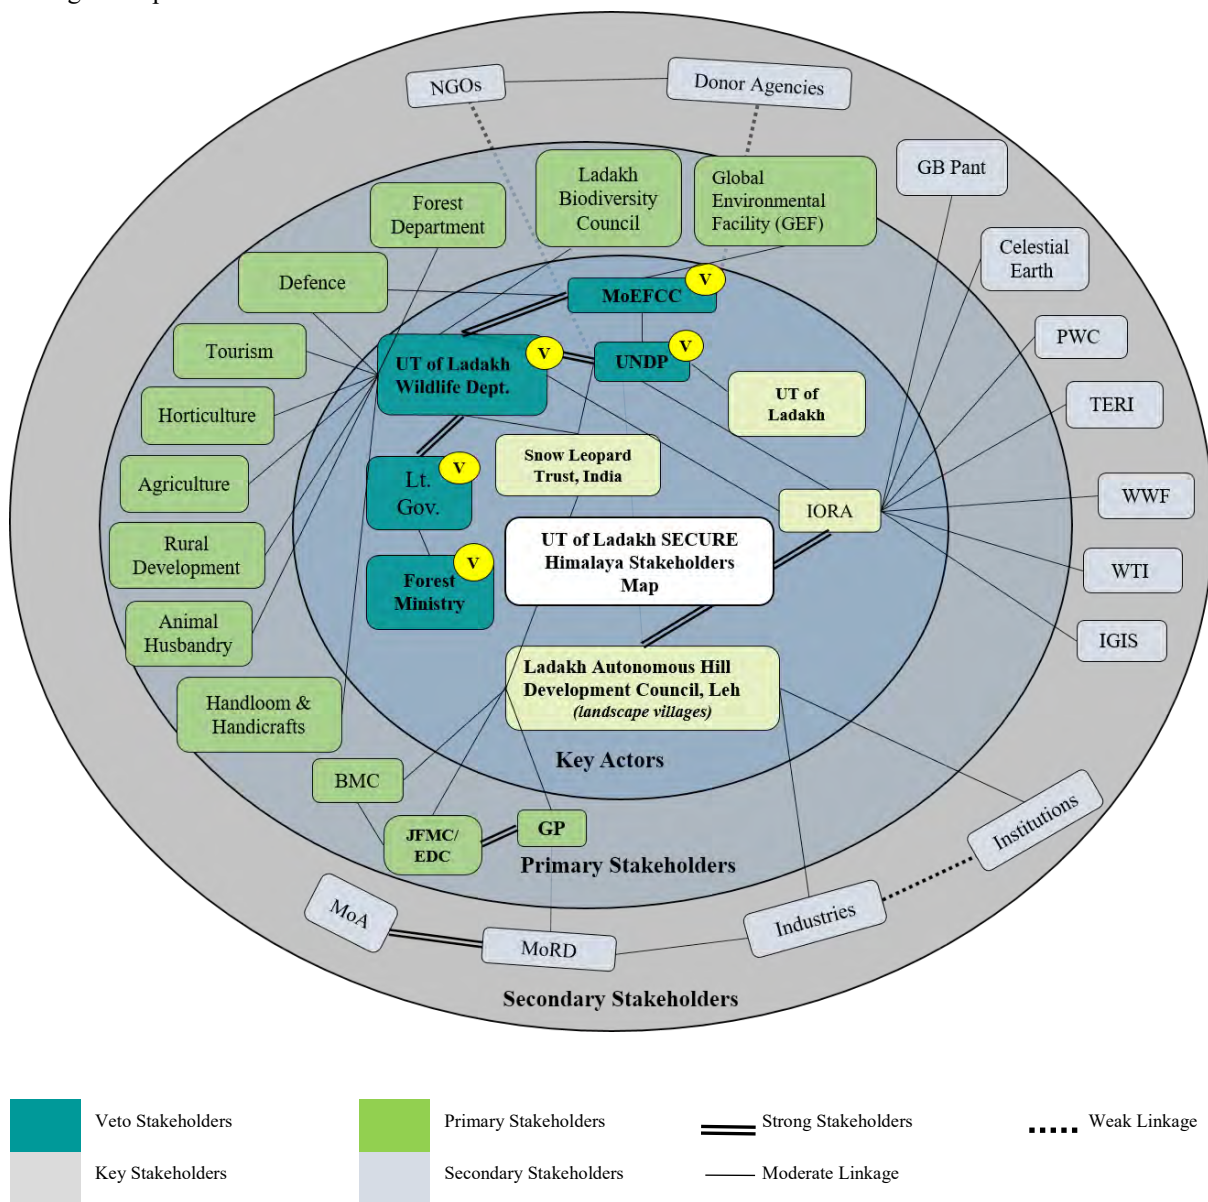 NGOs
Donor Agencies
GB Pant
Ladakh
Biodiversity
Council
Global
Environmental
Facility (GEF)
Forest
Department
Celestial
Earth
Defence
V
MoEFCC
PWC
Tourism
V
V
UT of Ladakh
Wildlife Dept.
UNDP
UT of
Ladakh
TERI
Horticulture
Snow Leopard
Trust, India
Agriculture
V
Lt.
Gov.
IORA
WWF
UT of Ladakh SECURE
Himalaya Stakeholders
Map
Rural
Development
V
Forest
Ministry
WTI
Animal
Husbandry
IGIS
Ladakh Autonomous Hill
Development Council, Leh
(landscape villages)
Handloom &
Handicrafts
Key Actors
BMC
Institutions
JFMC/
EDC
GP
Primary Stakeholders
MoA
Industries
MoRD
Secondary Stakeholders
Veto Stakeholders
Primary Stakeholders
Strong Stakeholders
Weak Linkage
Key Stakeholders
Secondary Stakeholders
Moderate Linkage